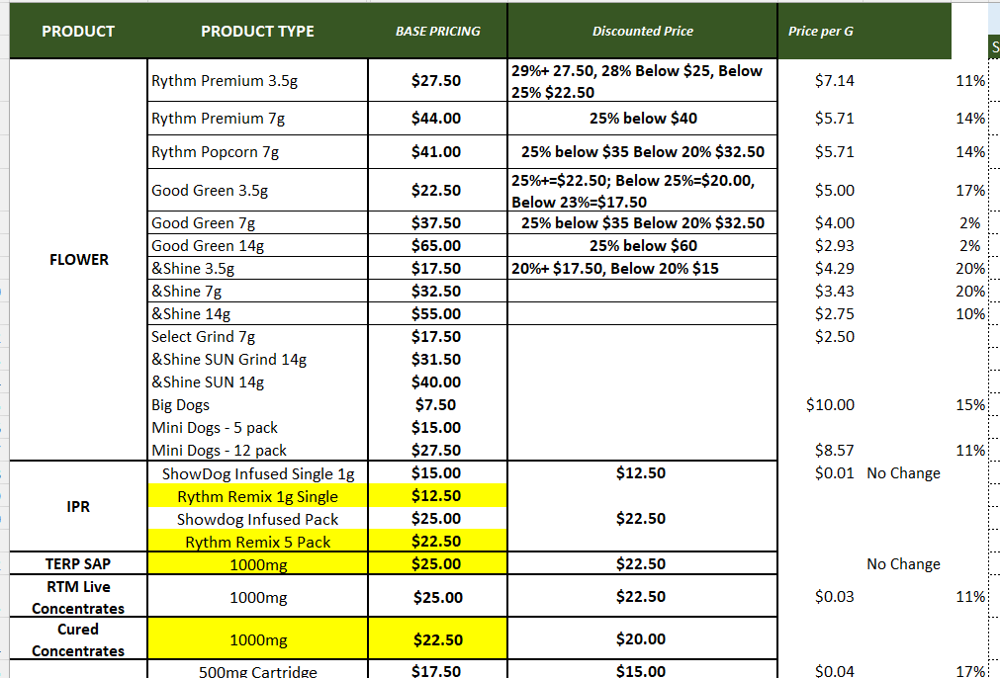 PRODUCT PRODUCT TYPE BASE PRICING Discounted Price Price per G
S
FLOWER
Rythm Premium 3.5g $27.50 29%+ 27.50, 28% Below $25, Below $7.14 11%
25% $22.50
Rythm Premium 7g $44.00 25% below $40 $5.71 14%
Rythm Popcorn 7g $41.00 25% below $35 Below 20% $32.50 $5.71 14%
Good Green 3.5g $22.50 25%+=$22.50; Below 25%=$20.00, $5.00 17%
Below 23%=$17.50
Good Green 7g $37.50 25% below $35 Below 20% $32.50 $4.00 2%
Good Green 14g $65.00 25% below $60 $2.93 2%
&Shine 3.5g $17.50 20%+ $17.50, Below 20% $15 $4.29 20%
&Shine 7g $32.50 $3.43 20%
&Shine 14g $55.00 $2.75 10%
Select Grind 7g $17.50 $2.50
&Shine SUN Grind 14g $31.50
&Shine SUN 14g $40.00
Big Dogs $7.50 $10.00 15%
Mini Dogs - 5 pack $15.00
Mini Dogs - 12 pack $27.50 $8.57 11%
IPR
ShowDog Infused Single 1g $15.00 $12.50 $0.01 No Change
Rythm Remix 1g Single $12.50
Showdog Infused Pack $25.00 $22.50
Rythm Remix 5 Pack $22.50
TERP SAP 1000mg $25.00 $22.50 No Change
RTM Live
Concentrates 1000mg $25.00 $22.50 $0.03 11%
Cured
Concentrates 1000mg $22.50 $20.00
500mg Cartridge $17.50 $15.00 $0.04 17%